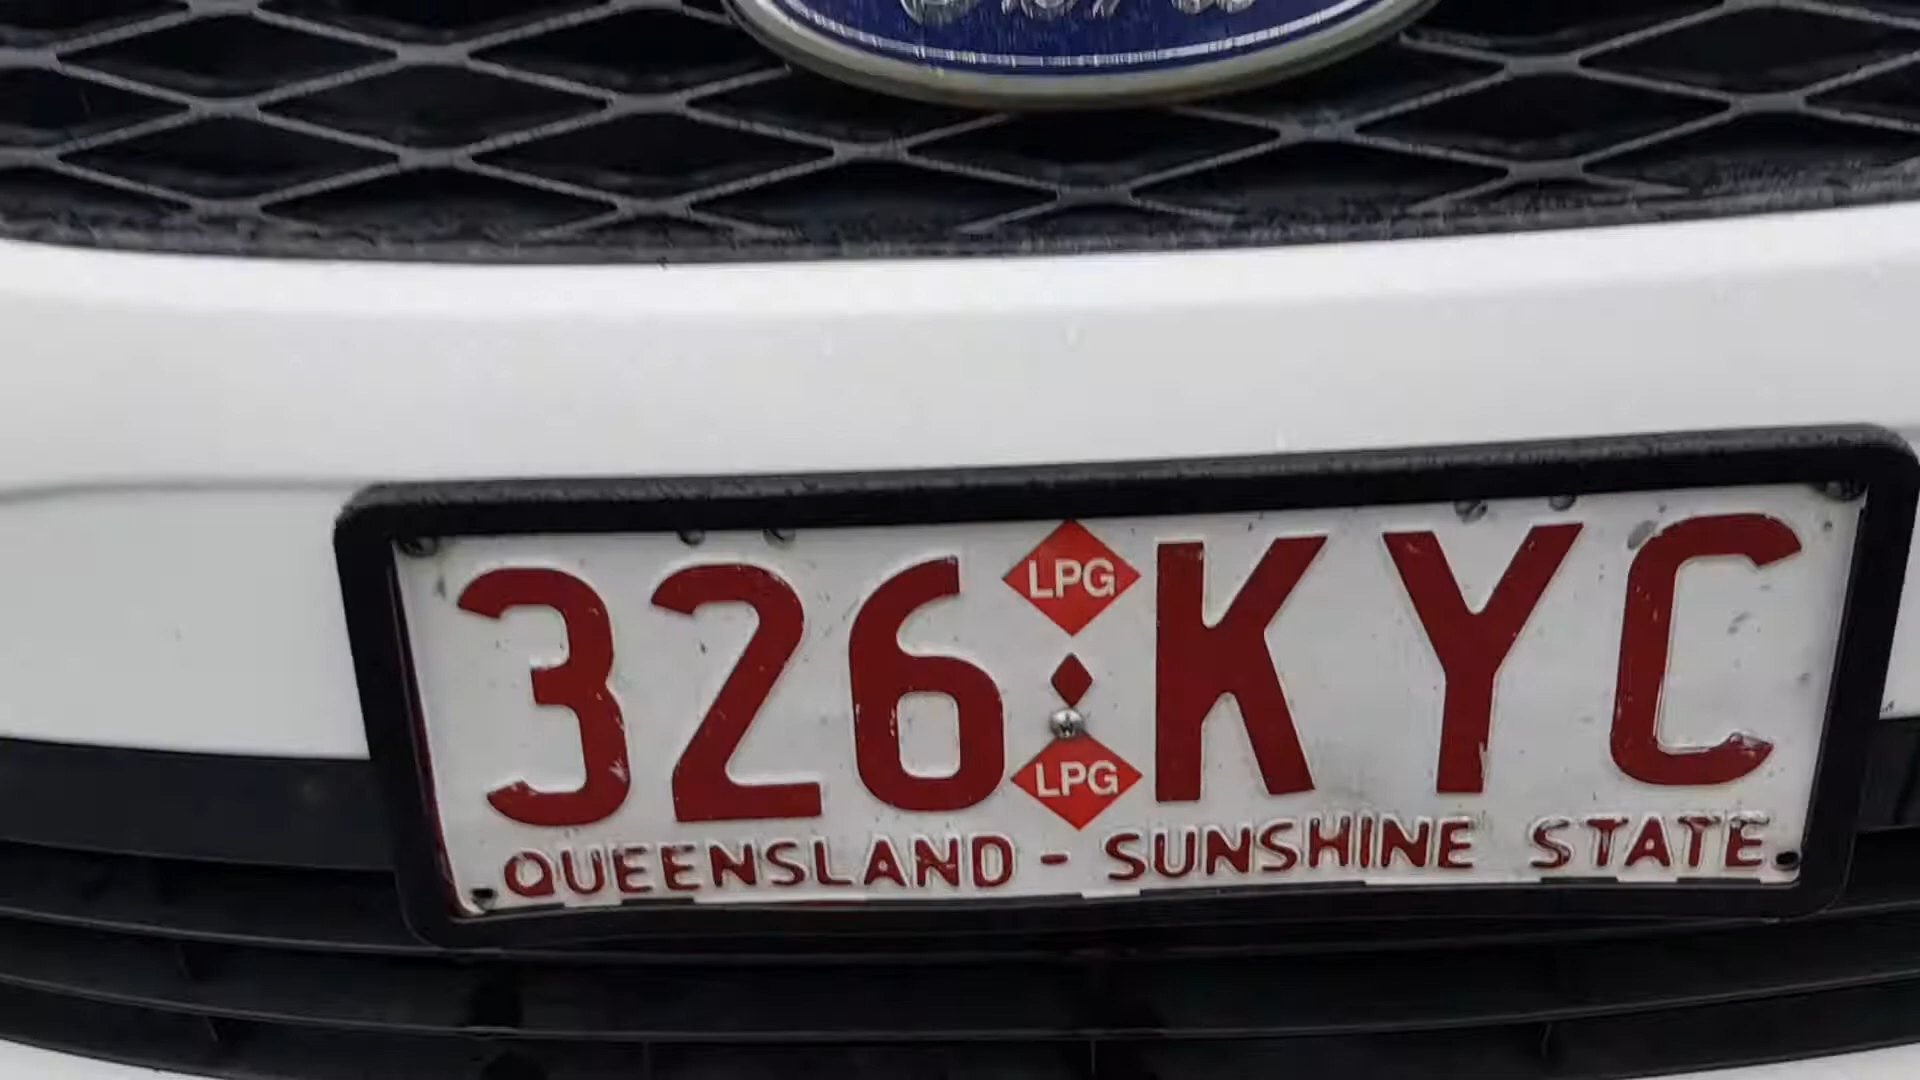 LPG
326 KYC
LPG
QUEENSLAND - SUNSHINE STATE